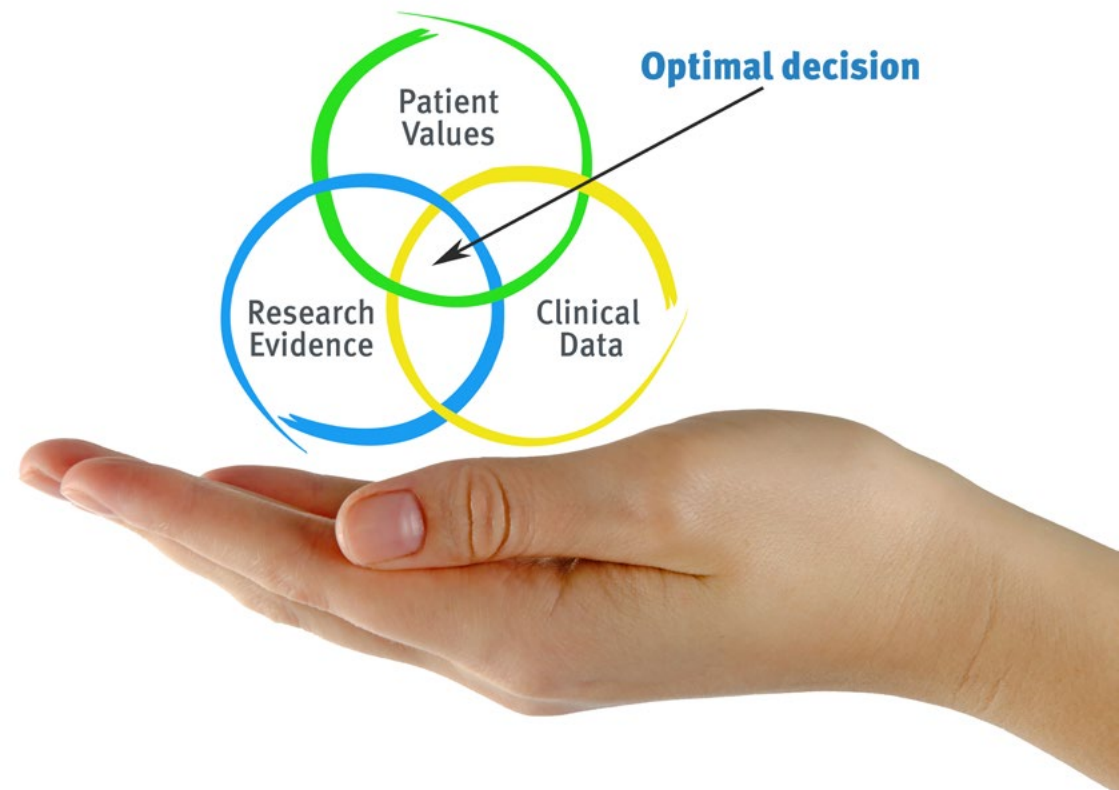 Optimal decision
Patient
Values
Research
Evidence
Clinical
Data